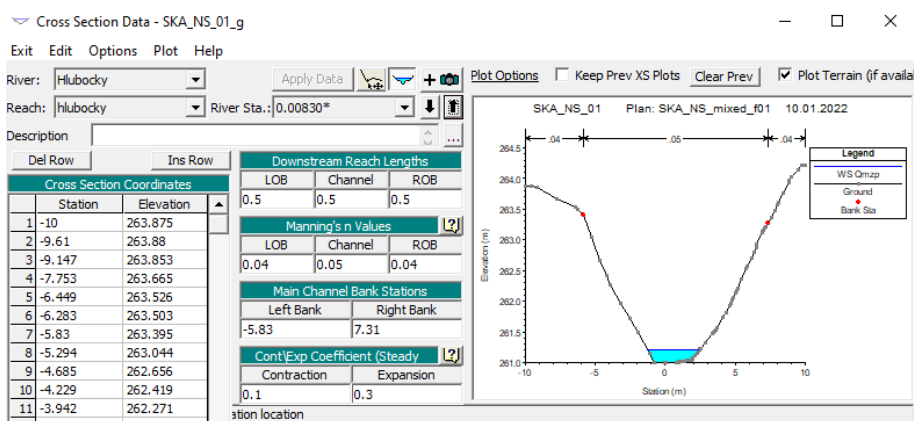 Cross Section Data - SKA_NS_01_g
Exit Edit Options Plot Help
River: Hlubocky Apply Data Plot Options Keep Prev XS Plots Clear Prev Plot Terrain (if availa
Reach: hlubocky River Sta.: 0.00830*
Description ...
Del Row Ins Row
Cross Section Coordinates
Station Elevation
1 -10 263.875
2 -9.61 263.88
3 -9.147 263.853
4 -7.753 263.665
5 -6.449 263.526
6 -6.283 263.503
7 -5.83 263.395
8 -5.294 263.044
9 -4.685 262.656
10 -4.229 262.419
11 -3.942 262.271
Downstream Reach Lengths
LOB Channel ROB
0.5 0.5 0.5
Manning's n Values
LOB Channel ROB
0.04 0.05 0.04
Main Channel Bank Stations
Left Bank Right Bank
-5.83 7.31
Cont\Exp Coefficient (Steady
Contraction Expansion
0.1 0.3
ation location
SKA_NS_01 Plan: SKA_NS_mixed_f01 10.01.2022
.04 .05 .04
264.5
264.0
263.5
263.0
262.5
262.0
261.5
261.0
Elevation (m)
-10 -5 0 5 10
Station (m)
Legend
WS Qmzp
Ground
Bank Sta